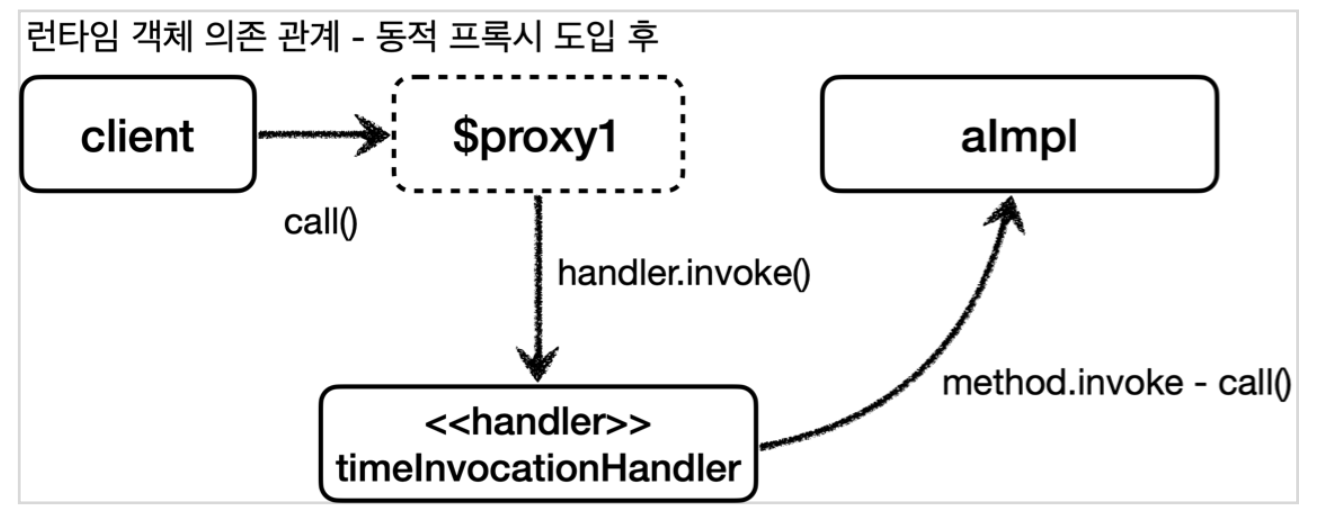 런타임 객체 의존 관계 - 동적 프록시 도입 후
client
$proxy1
aImpl
call()
handler.invoke()
method.invoke - call()
<<handler>>
timeInvocationHandler